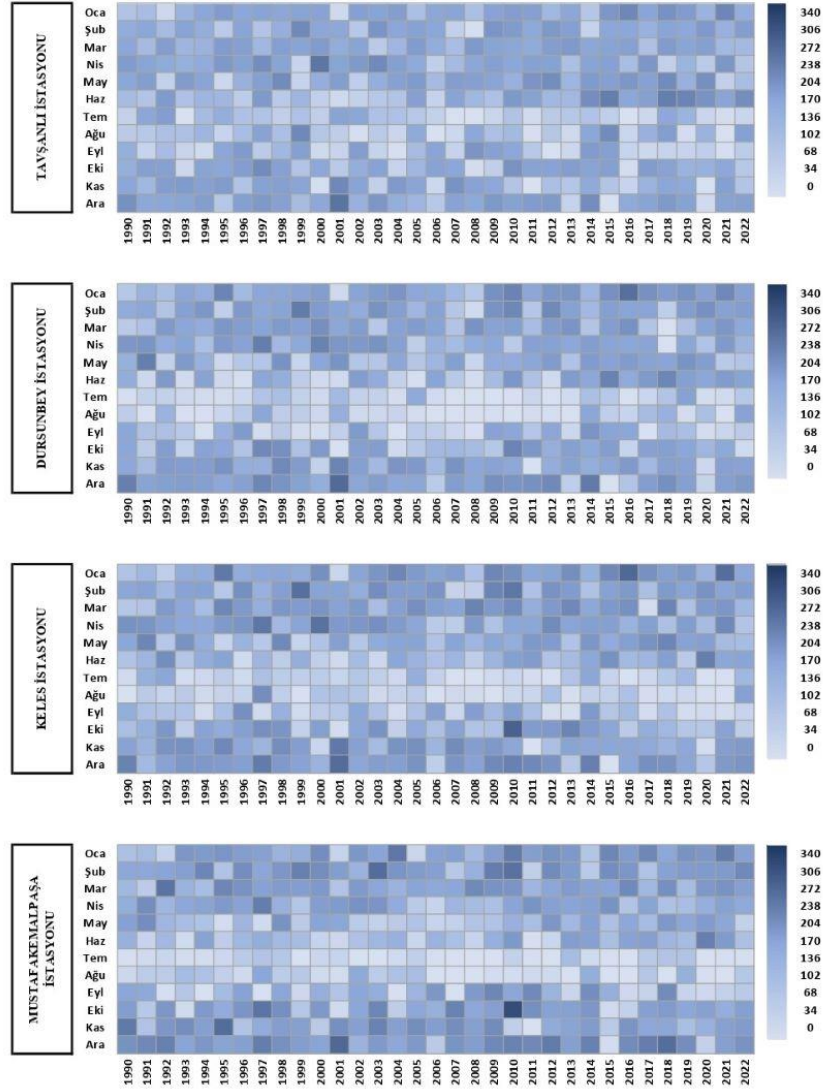 TAVŞANLI İSTASYONU
Oca
Şub
Mar
Nis
May
Haz
Tem
Ağu
Eyl
Eki
Kas
Ara
1990 1991 1992 1993 1994 1995 1996 1997 1998 1999 2000 2001 2002 2003 2004 2005 2006 2007 2008 2009 2010 2011 2012 2013 2014 2015 2016 2017 2018 2019 2020 2021 2022
340
306
272
238
204
170
136
102
68
34
0
DURSUNBEY İSTASYONU
Oca
Şub
Mar
Nis
May
Haz
Tem
Ağu
Eyl
Eki
Kas
Ara
1990 1991 1992 1993 1994 1995 1996 1997 1998 1999 2000 2001 2002 2003 2004 2005 2006 2007 2008 2009 2010 2011 2012 2013 2014 2015 2016 2017 2018 2019 2020 2021 2022
340
306
272
238
204
170
136
102
68
34
0
KELES İSTASYONU
Oca
Şub
Mar
Nis
May
Haz
Tem
Ağu
Eyl
Eki
Kas
Ara
1990 1991 1992 1993 1994 1995 1996 1997 1998 1999 2000 2001 2002 2003 2004 2005 2006 2007 2008 2009 2010 2011 2012 2013 2014 2015 2016 2017 2018 2019 2020 2021 2022
340
306
272
238
204
170
136
102
68
34
0
MUSTAFAKEMALPAŞA
İSTASYONU
Oca
Şub
Mar
Nis
May
Haz
Tem
Ağu
Eyl
Eki
Kas
Ara
1990 1991 1992 1993 1994 1995 1996 1997 1998 1999 2000 2001 2002 2003 2004 2005 2006 2007 2008 2009 2010 2011 2012 2013 2014 2015 2016 2017 2018 2019 2020 2021 2022
340
306
272
238
204
170
136
102
68
34
0